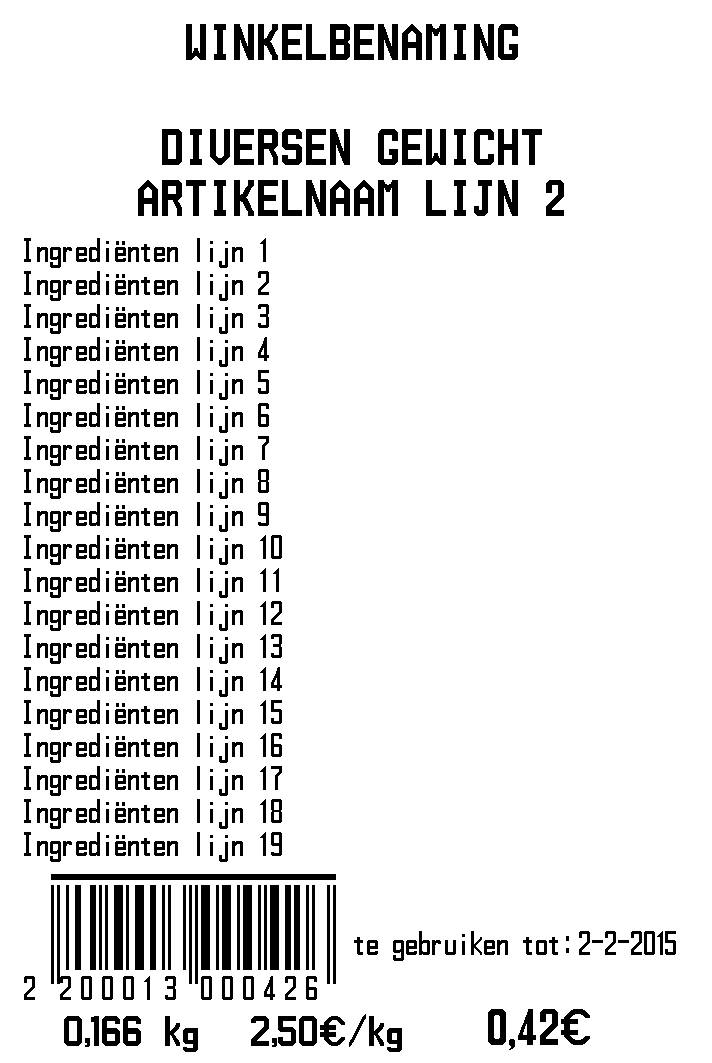 WINKELBENAMING
DIVERSEN GEWICHT
ARTIKELNAAM LIJN 2
Ingrediënten lijn 1
Ingrediënten lijn 2
Ingrediënten lijn 3
Ingrediënten lijn 4
Ingrediënten lijn 5
Ingrediënten lijn 6
Ingrediënten lijn 7
Ingrediënten lijn 8
Ingrediënten lijn 9
Ingrediënten lijn 10
Ingrediënten lijn 11
Ingrediënten lijn 12
Ingrediënten lijn 13
Ingrediënten lijn 14
Ingrediënten lijn 15
Ingrediënten lijn 16
Ingrediënten lijn 17
Ingrediënten lijn 18
Ingrediënten lijn 19
te gebruiken tot:2-2-2015
2 200013 000426
0,166 kg 2,50€/kg 0,42€